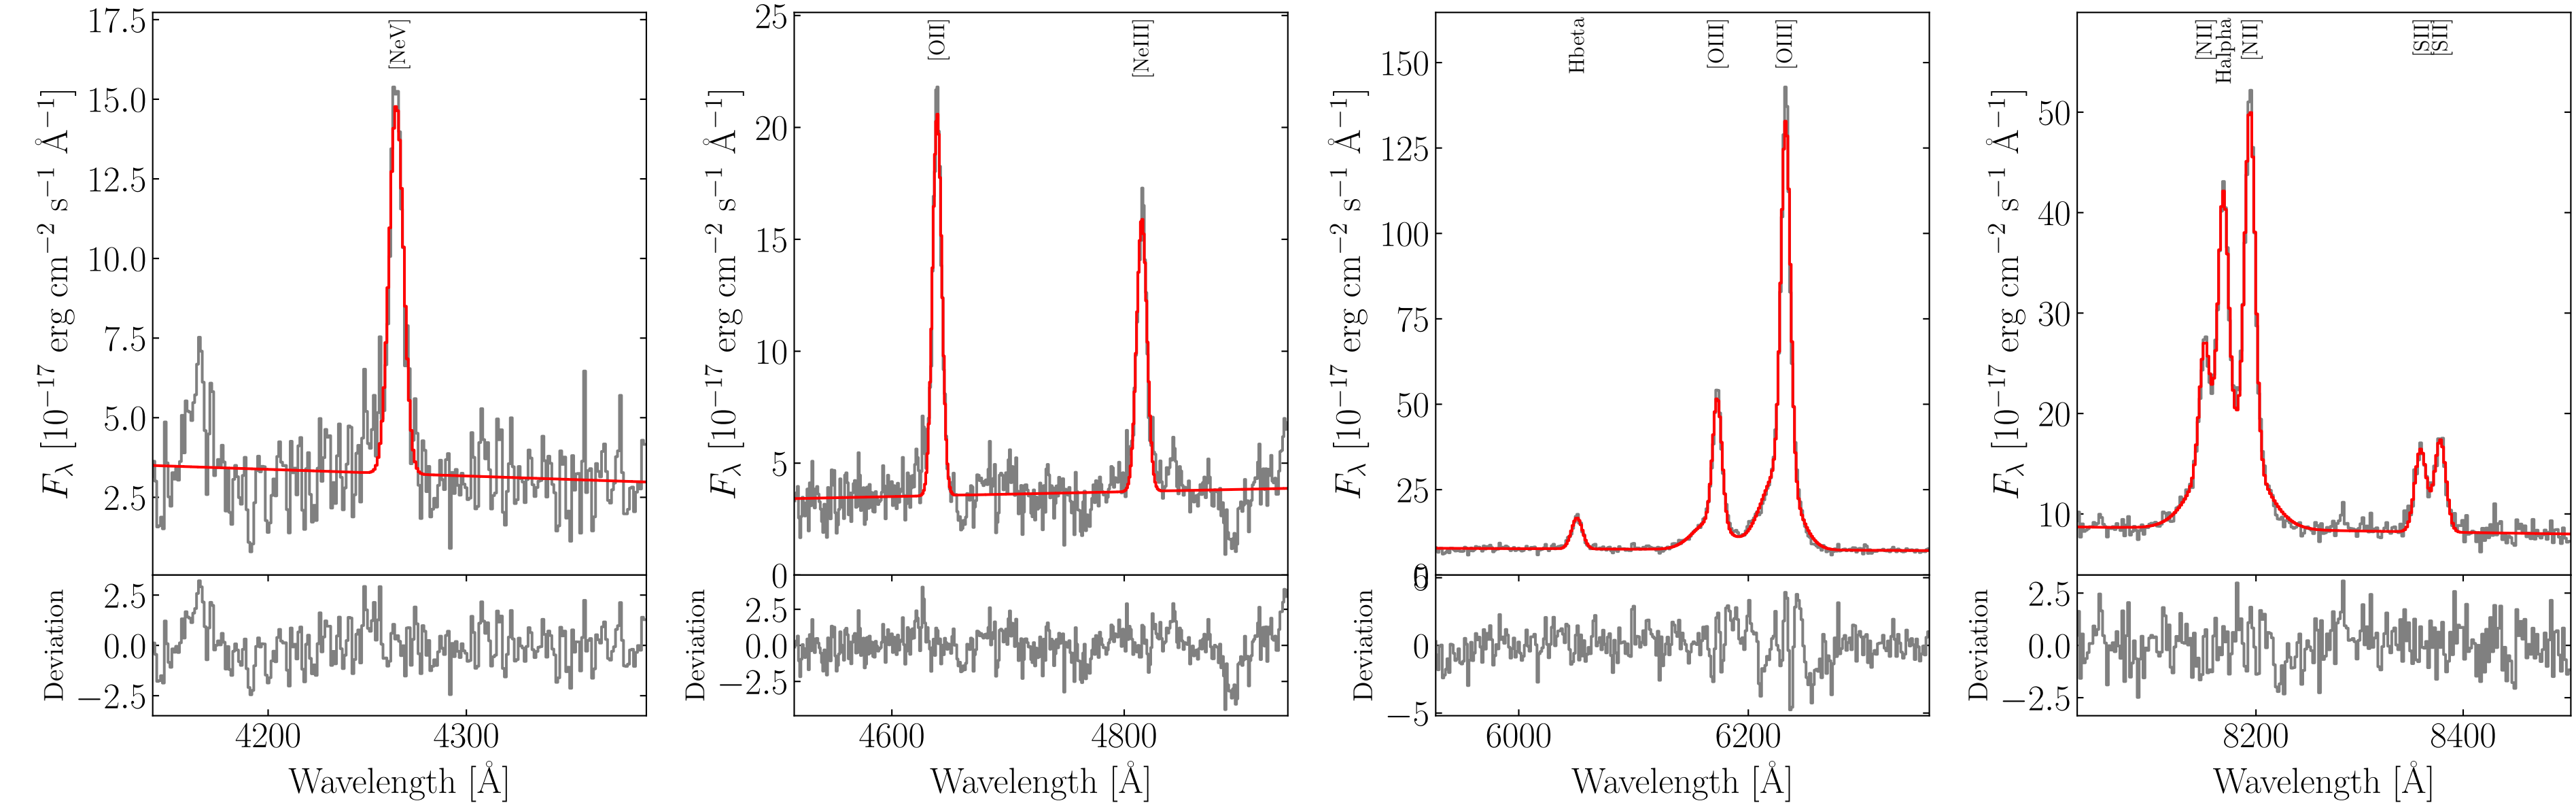 [NeV]
17.5
15.0
12.5
10.0
7.5
5.0
2.5
F_λ [10^−17 erg cm^−2 s^−1 Å^−1]
2.5
0.0
−2.5
Deviation
4200 4300
Wavelength [Å]
[OII] [NeIII]
25
20
15
10
5
0
F_λ [10^−17 erg cm^−2 s^−1 Å^−1]
2.5
0.0
−2.5
Deviation
4600 4800
Wavelength [Å]
Hbeta [OIII] [OIII]
150
125
100
75
50
25
0
F_λ [10^−17 erg cm^−2 s^−1 Å^−1]
5
0
−5
Deviation
6000 6200
Wavelength [Å]
[NII] Halpha [NII] [SII] [SII]
50
40
30
20
10
F_λ [10^−17 erg cm^−2 s^−1 Å^−1]
2.5
0.0
−2.5
Deviation
8200 8400
Wavelength [Å]